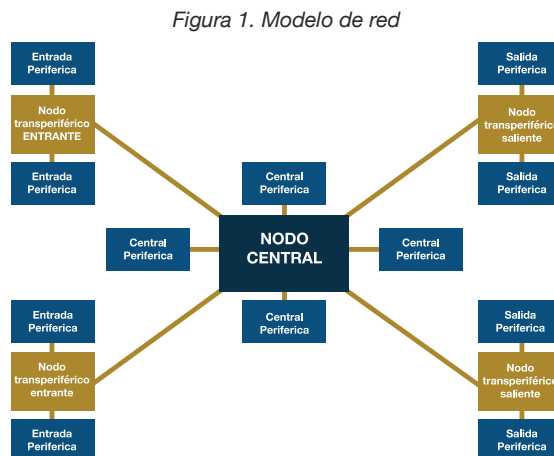 Figura 1. Modelo de red
Entrada
Periferica
Nodo
transperiférico
ENTRANTE
Entrada
Periferica
Salida
Periferica
Nodo
transperiférico
saliente
Salida
Periferica
Central
Periferica
Central
Periferica
NODO
CENTRAL
Central
Periferica
Central
Periferica
Entrada
Periferica
Nodo
transperiférico
entrante
Entrada
Periferica
Salida
Periferica
Nodo
transperiférico
saliente
Salida
Periferica